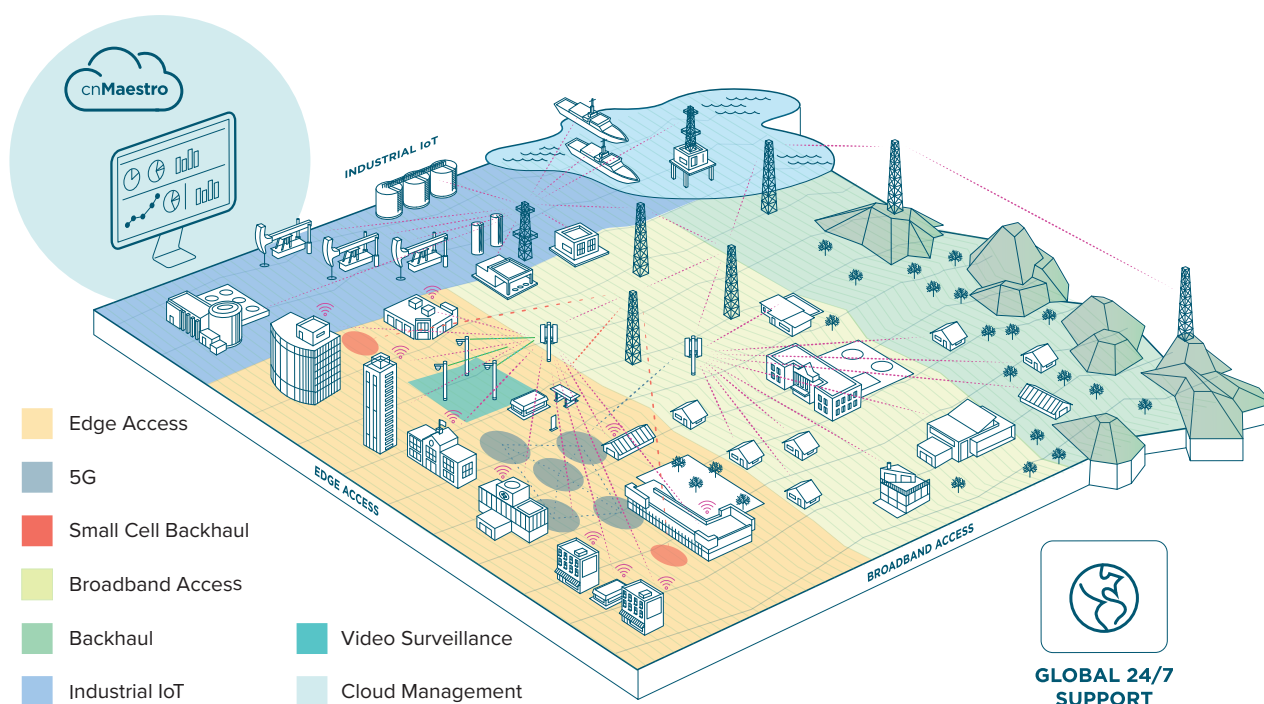 cnMaestro
INDUSTRIAL IoT
EDGE ACCESS
BROADBAND ACCESS
Edge Access
5G
Small Cell Backhaul
Broadband Access
Backhaul
Industrial IoT
Video Surveillance
Cloud Management
GLOBAL 24/7
SUPPORT